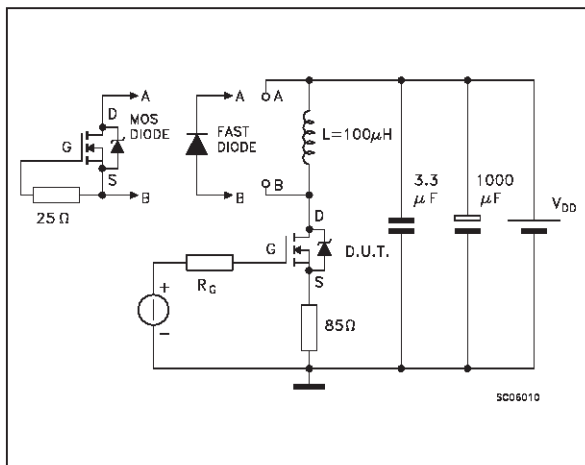 A
D
MOS
DIODE
G
S
B
25 Ω
A
FAST
DIODE
B
A
L=100μH
B
D
G
D.U.T.
S
RG
+
−
85Ω
3.3
μF
1000
μF
VDD
SC06010